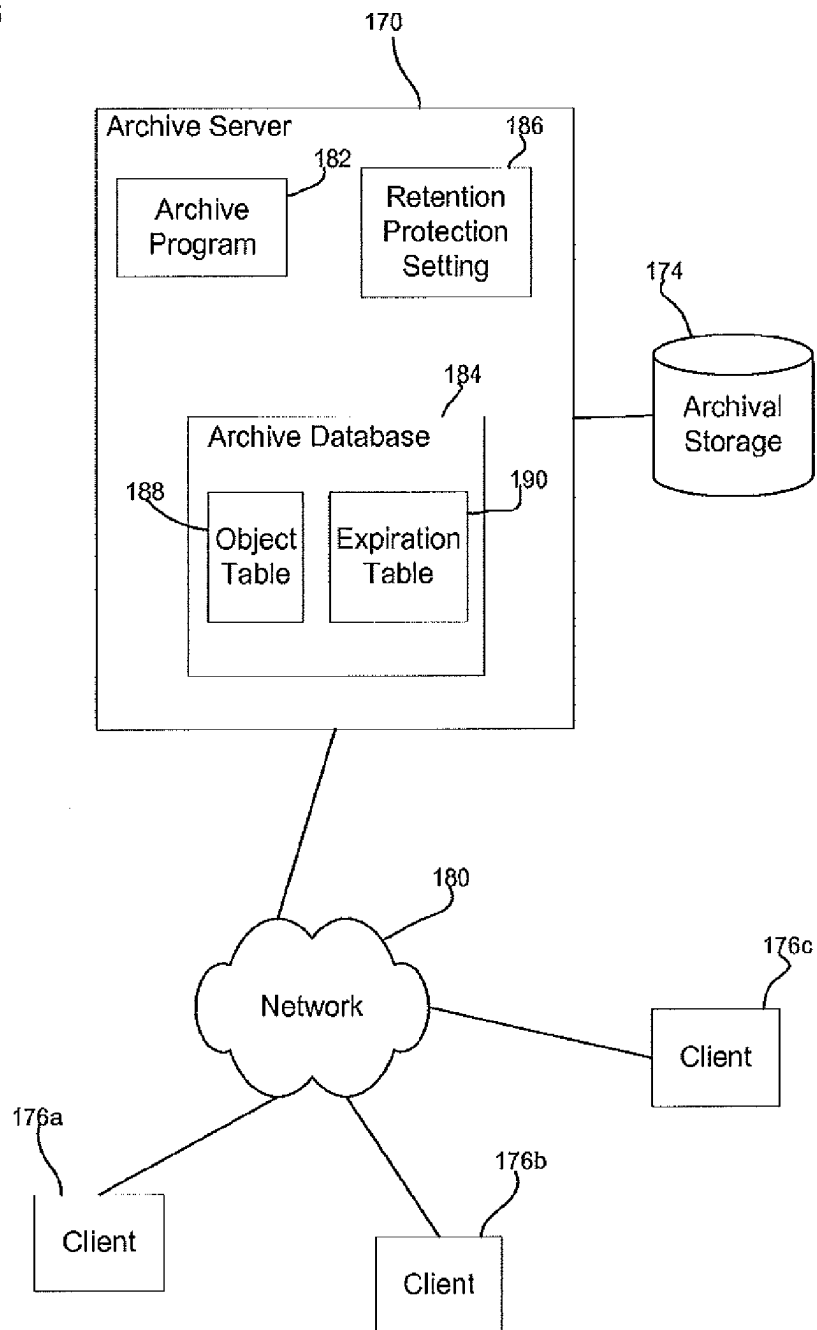 170
Archive Server
186
182
Archive
Program
Retention
Protection
Setting
174
Archival
Storage
184
Archive Database
188
190
Object
Table
Expiration
Table
180
Network
176c
Client
176a
Client
176b
Client